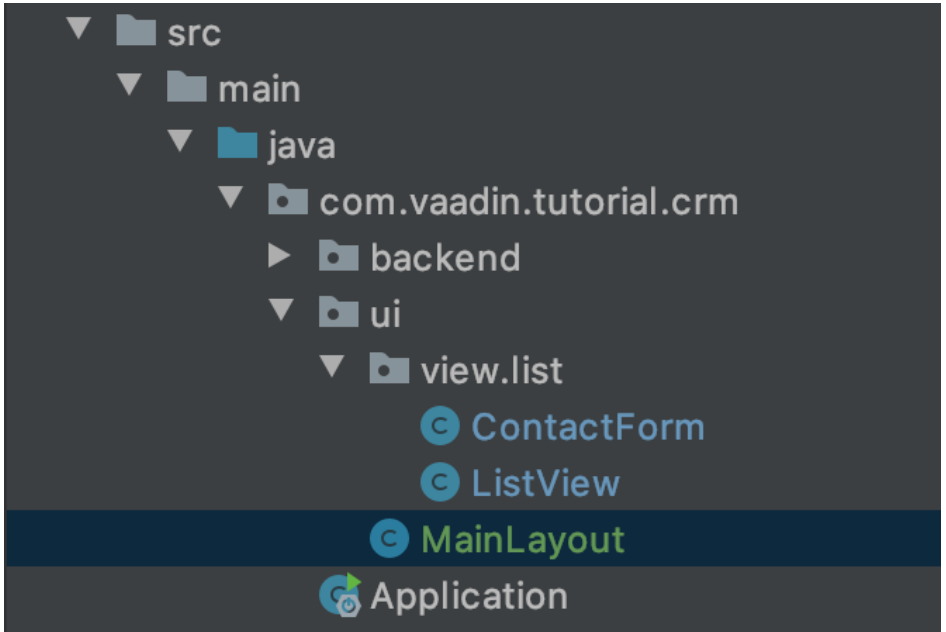 src
main
java
com.vaadin.tutorial.crm
backend
ui
view.list
C ContactForm
C ListView
C MainLayout
C Application